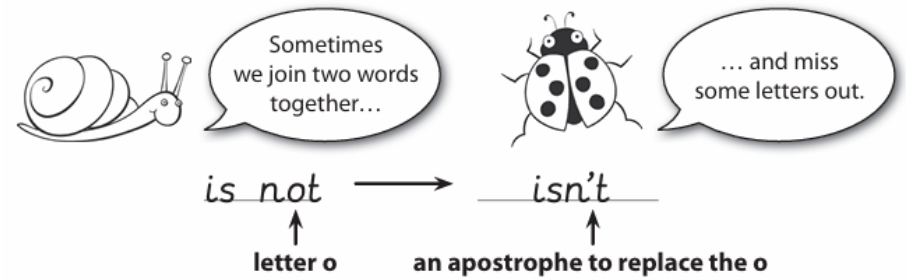 Sometimes
we join two words
together…
… and miss
some letters out.
is not
isn't
letter o
an apostrophe to replace the o